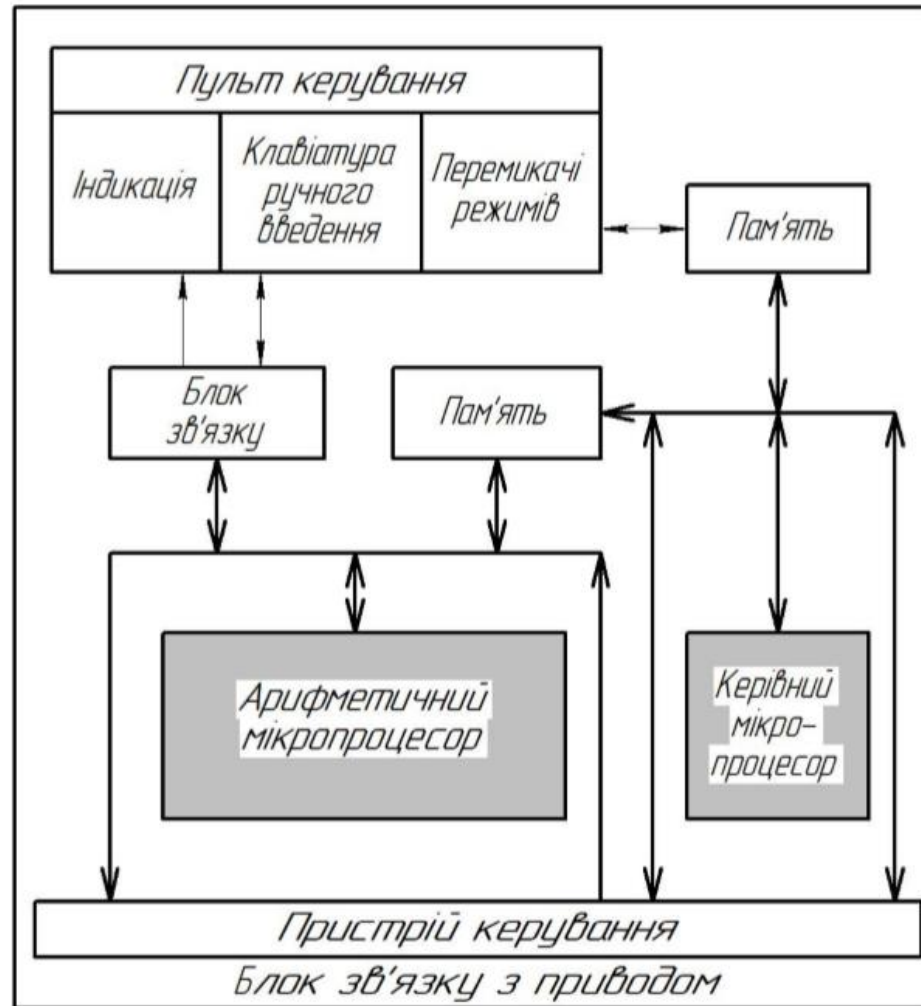 Пульт керування
Індикація
Клавіатура
ручного
введення
Перемикачі
режимів
Пам'ять
Блок
зв'язку
Пам'ять
Арифметичний
мікропроцесор
Керівний
мікро-
процесор
Пристрій керування
Блок зв'язку з приводом